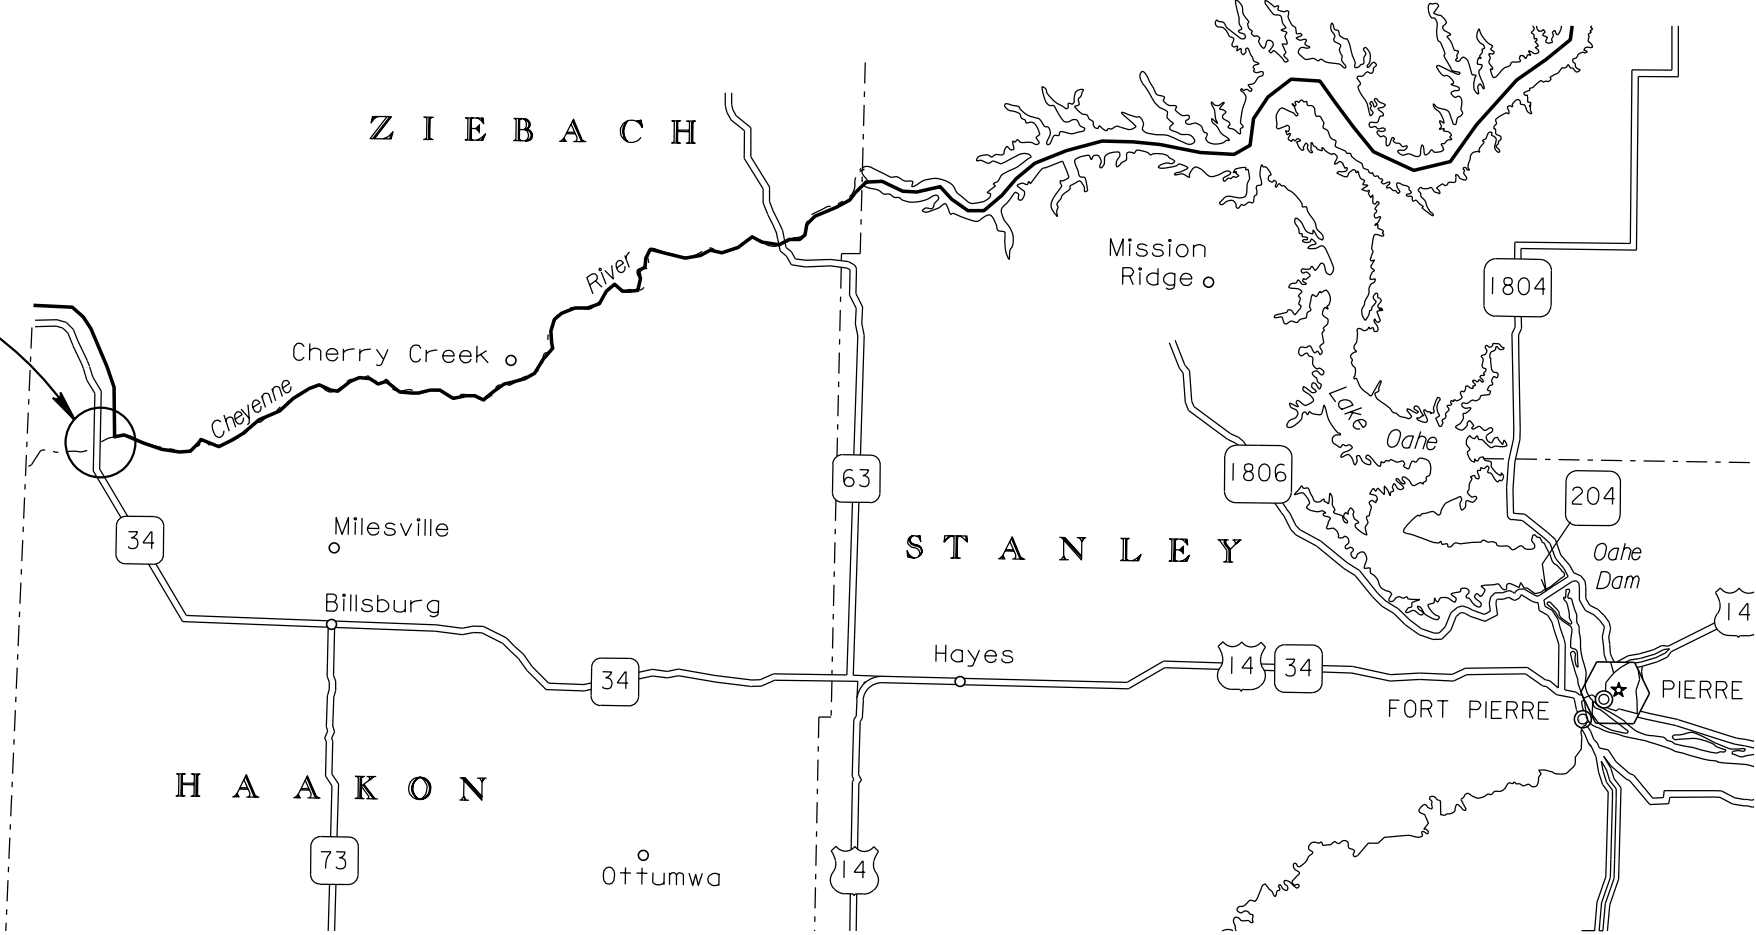 ZIEBACH
Mission
Ridge
1804
River
Cherry Creek
Cheyenne
Lake
Oahe
63
1806
204
34
Milesville
STANLEY
Oahe
Dam
Billsburg
14
Hayes
34
14
34
PIERRE
FORT PIERRE
HAAKON
73
Ottumwa
14